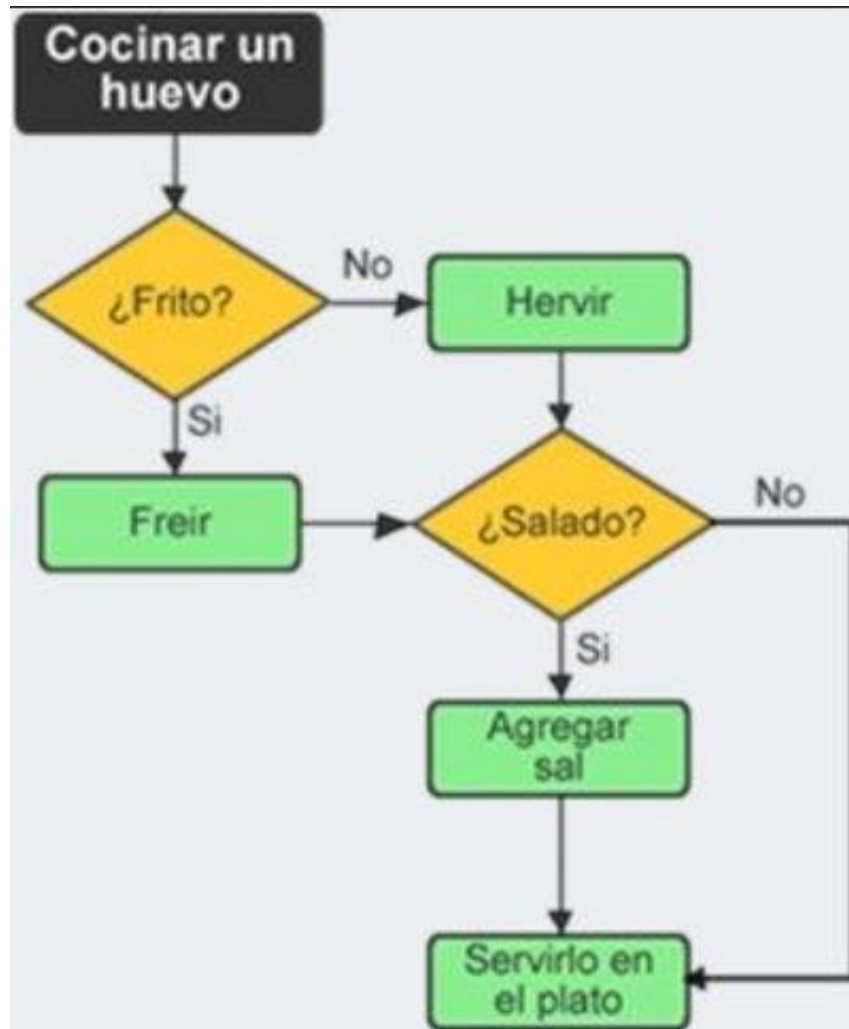 Cocinar un
huevo
¿Frito?
No
Hervir
Si
Freir
¿Salado?
No
Si
Agregar
sal
Servirlo en
el plato